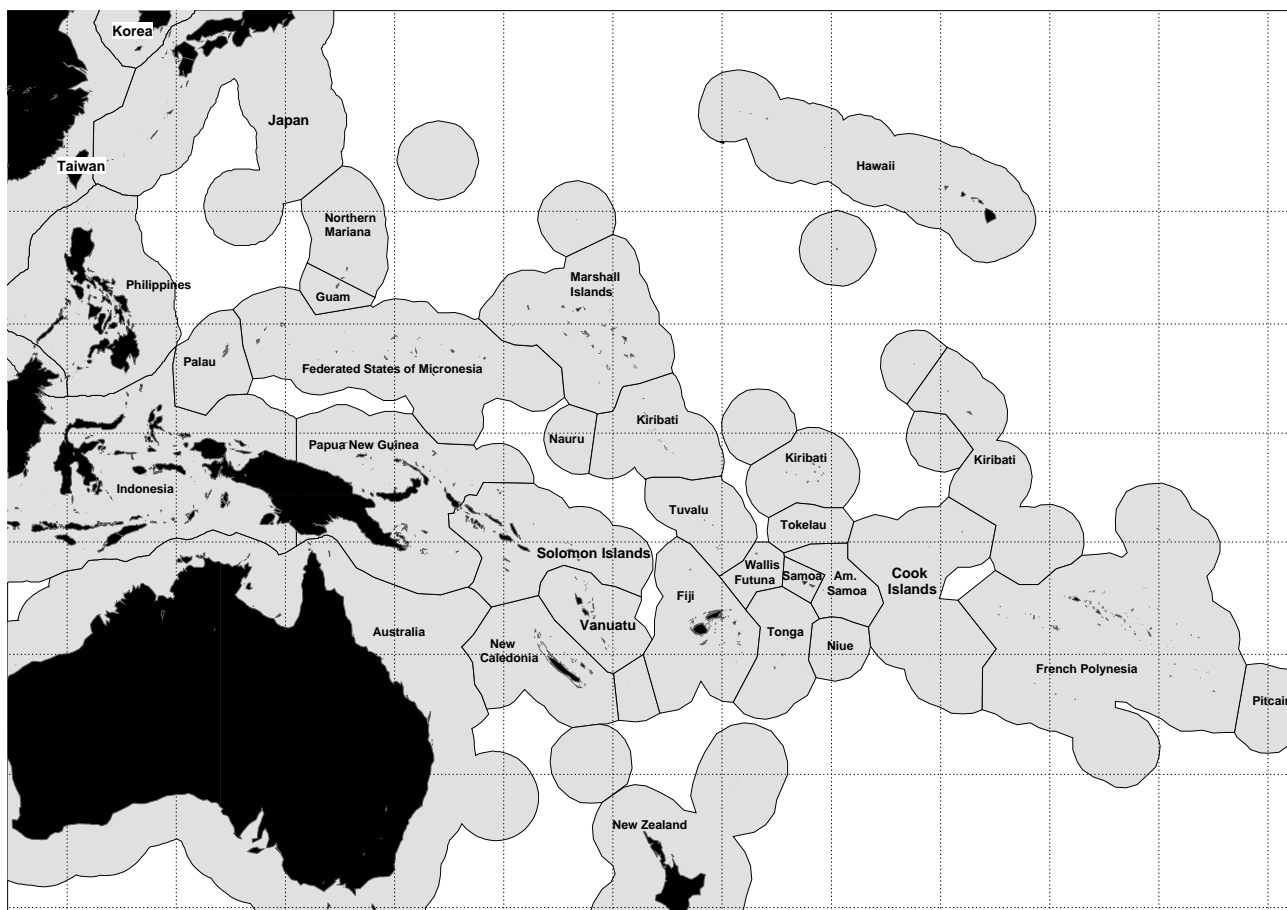 Korea
Japan
Taiwan
Hawaii
Northern
Mariana
Philippines
Guam
Marshall
Islands
Palau
Federated States of Micronesia
Nauru
Kiribati
Papua New Guinea
Kiribati
Kiribati
Indonesia
Tuvalu
Tokelau
Solomon Islands
Wallis
Futuna
Samoa
Am.
Samoa
Cook
Islands
Fiji
Vanuatu
Australia
New
Caledonia
Tonga
Niue
French Polynesia
Pitcair
New Zealand